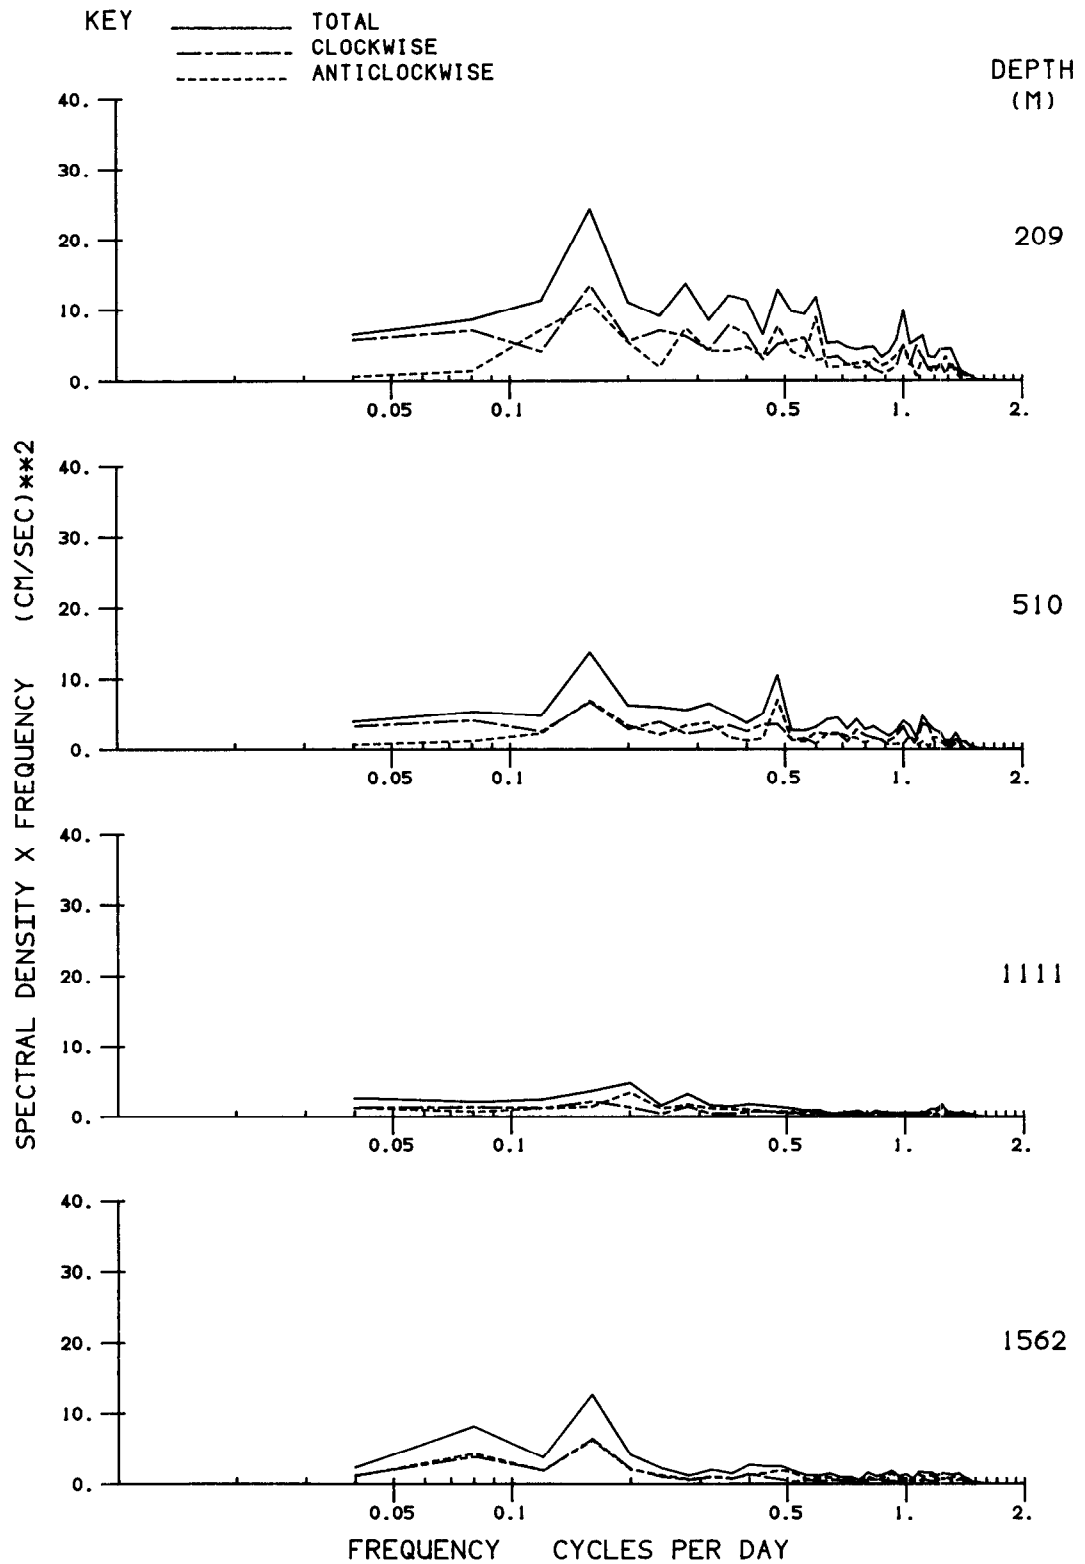 KEY
TOTAL
CLOCKWISE
ANTICLOCKWISE
DEPTH
(M)
40.
30.
20.
10.
0.
209
0.05 0.1 0.5 1. 2.
SPECTRAL DENSITY X FREQUENCY (CM/SEC)**2
40.
30.
20.
10.
0.
510
0.05 0.1 0.5 1. 2.
40.
30.
20.
10.
0.
1111
0.05 0.1 0.5 1. 2.
40.
30.
20.
10.
0.
1562
0.05 0.1 0.5 1. 2.
FREQUENCY CYCLES PER DAY